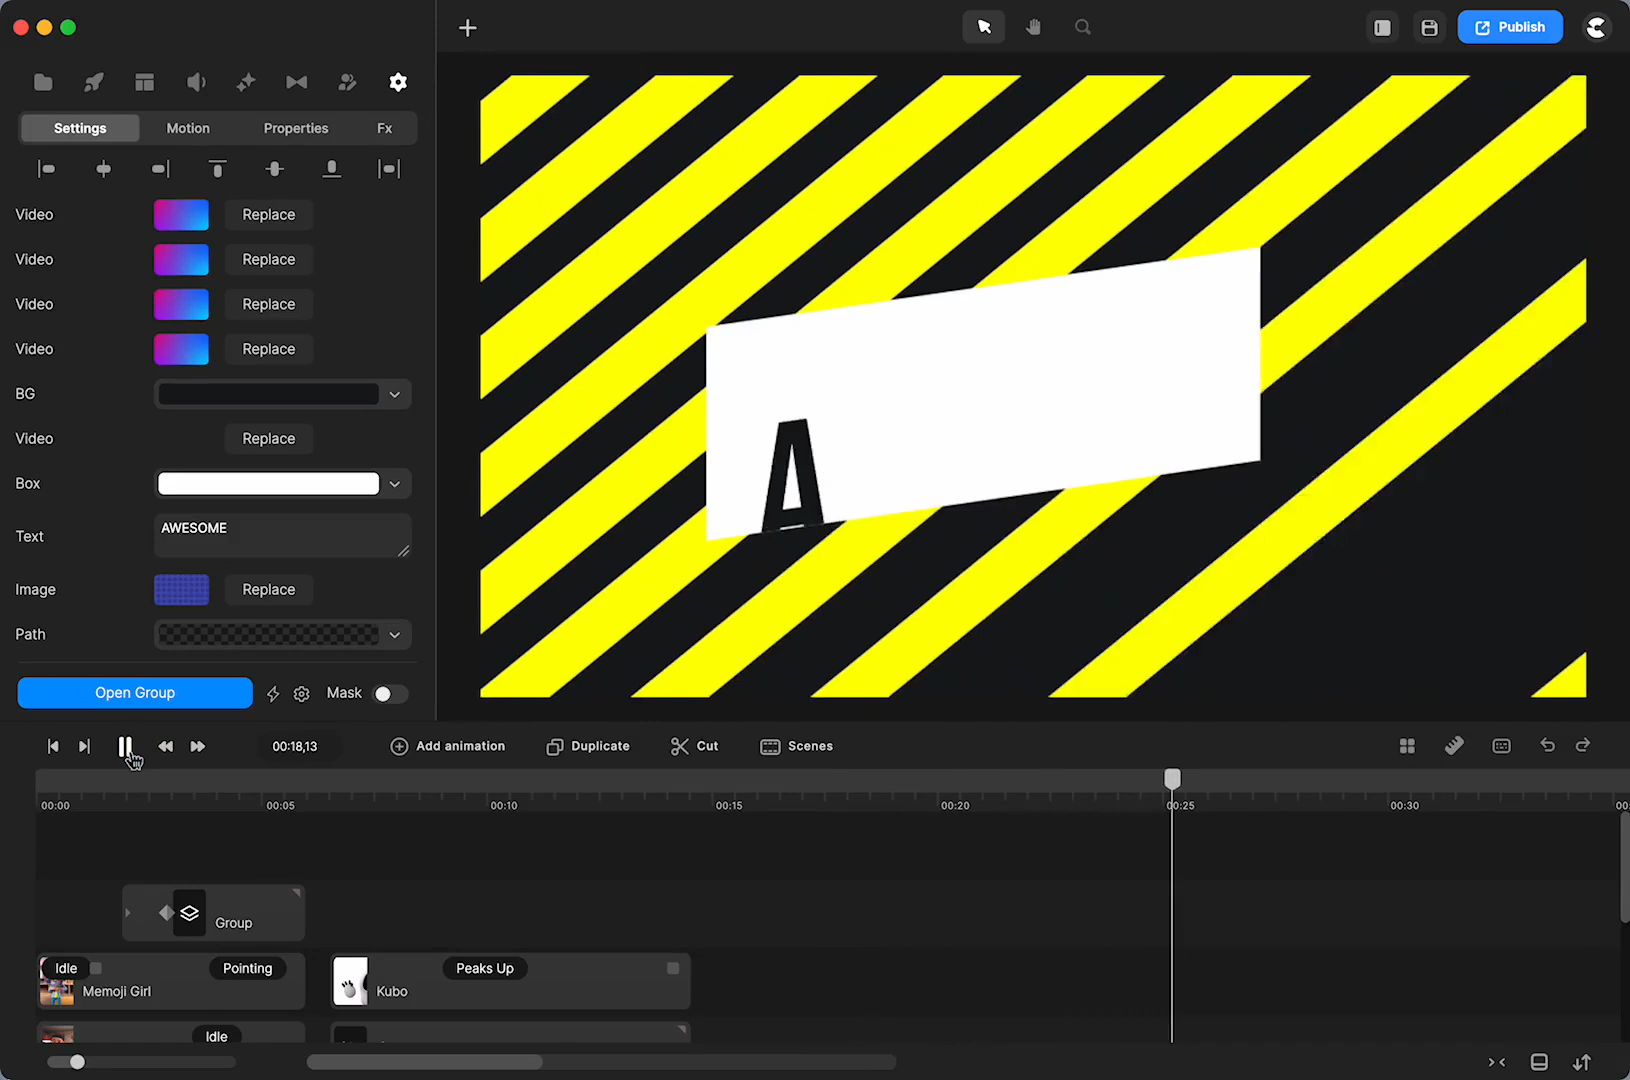 Publish
Settings Motion Properties Fx
Video Replace
Video Replace
Video Replace
Video Replace
BG
Video Replace
Box
Text AWESOME
Image Replace
Path
Open Group Mask
A
00:18,13 Add animation Duplicate Cut Scenes
00:00 00:05 00:10 00:15 00:20 00:25 00:30 00:
Group
Idle Pointing Peaks Up
Memoji Girl Kubo
Idle